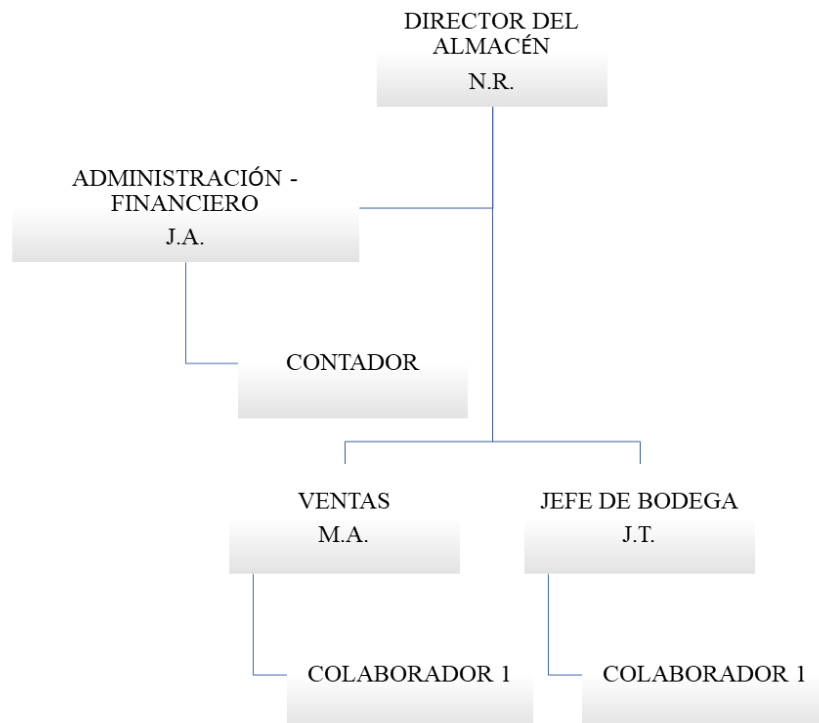 DIRECTOR DEL
ALMACÉN
N.R.
ADMINISTRACIÓN -
FINANCIERO
J.A.
CONTADOR
VENTAS
M.A.
JEFE DE BODEGA
J.T.
COLABORADOR 1
COLABORADOR 1